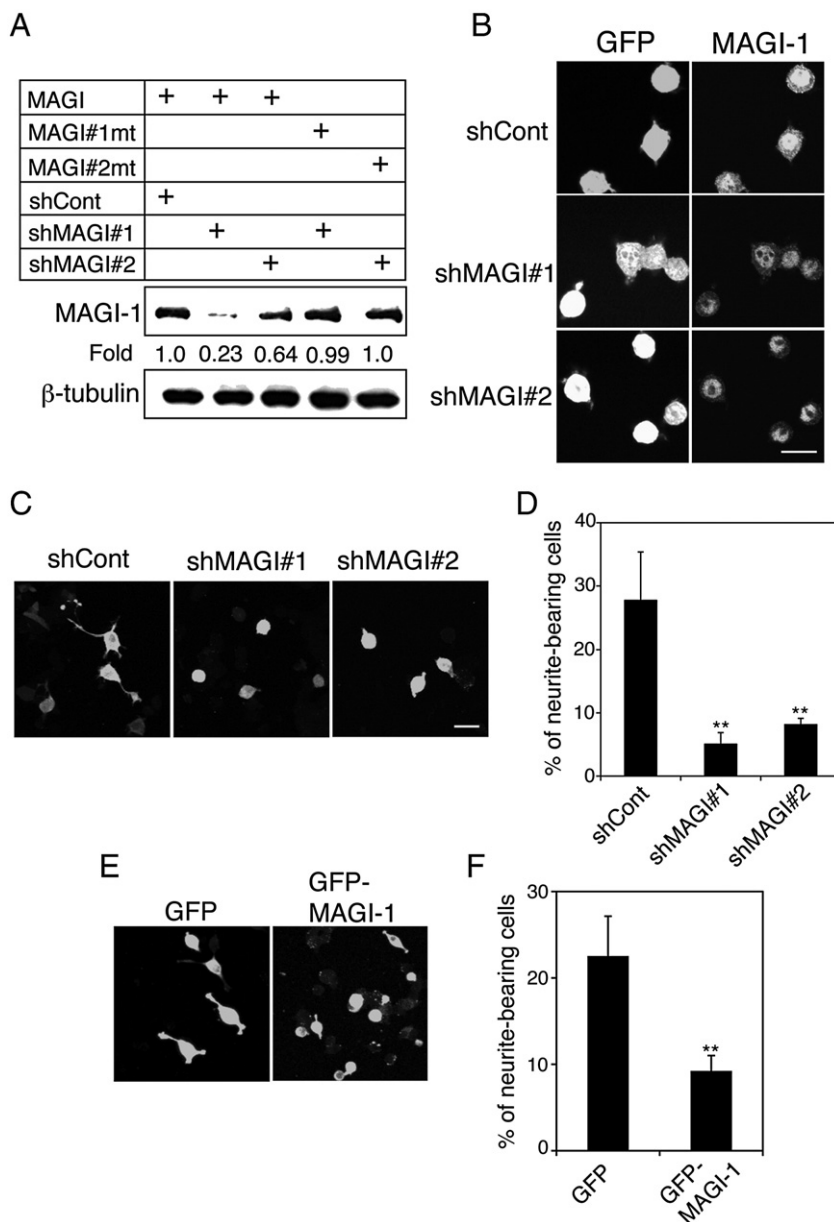 A
MAGI + + +
MAGI#1mt +
MAGI#2mt +
shCont +
shMAGI#1 + +
shMAGI#2 + +
MAGI-1
Fold 1.0 0.23 0.64 0.99 1.0
β-tubulin
B
GFP MAGI-1
shCont
shMAGI#1
shMAGI#2
C
shCont shMAGI#1 shMAGI#2
D
% of neurite-bearing cells
40
30
20
10
0
** **
shCont shMAGI#1 shMAGI#2
E
GFP GFP-
MAGI-1
F
% of neurite-bearing cells
30
20
10
0
**
GFP GFP-
MAGI-1